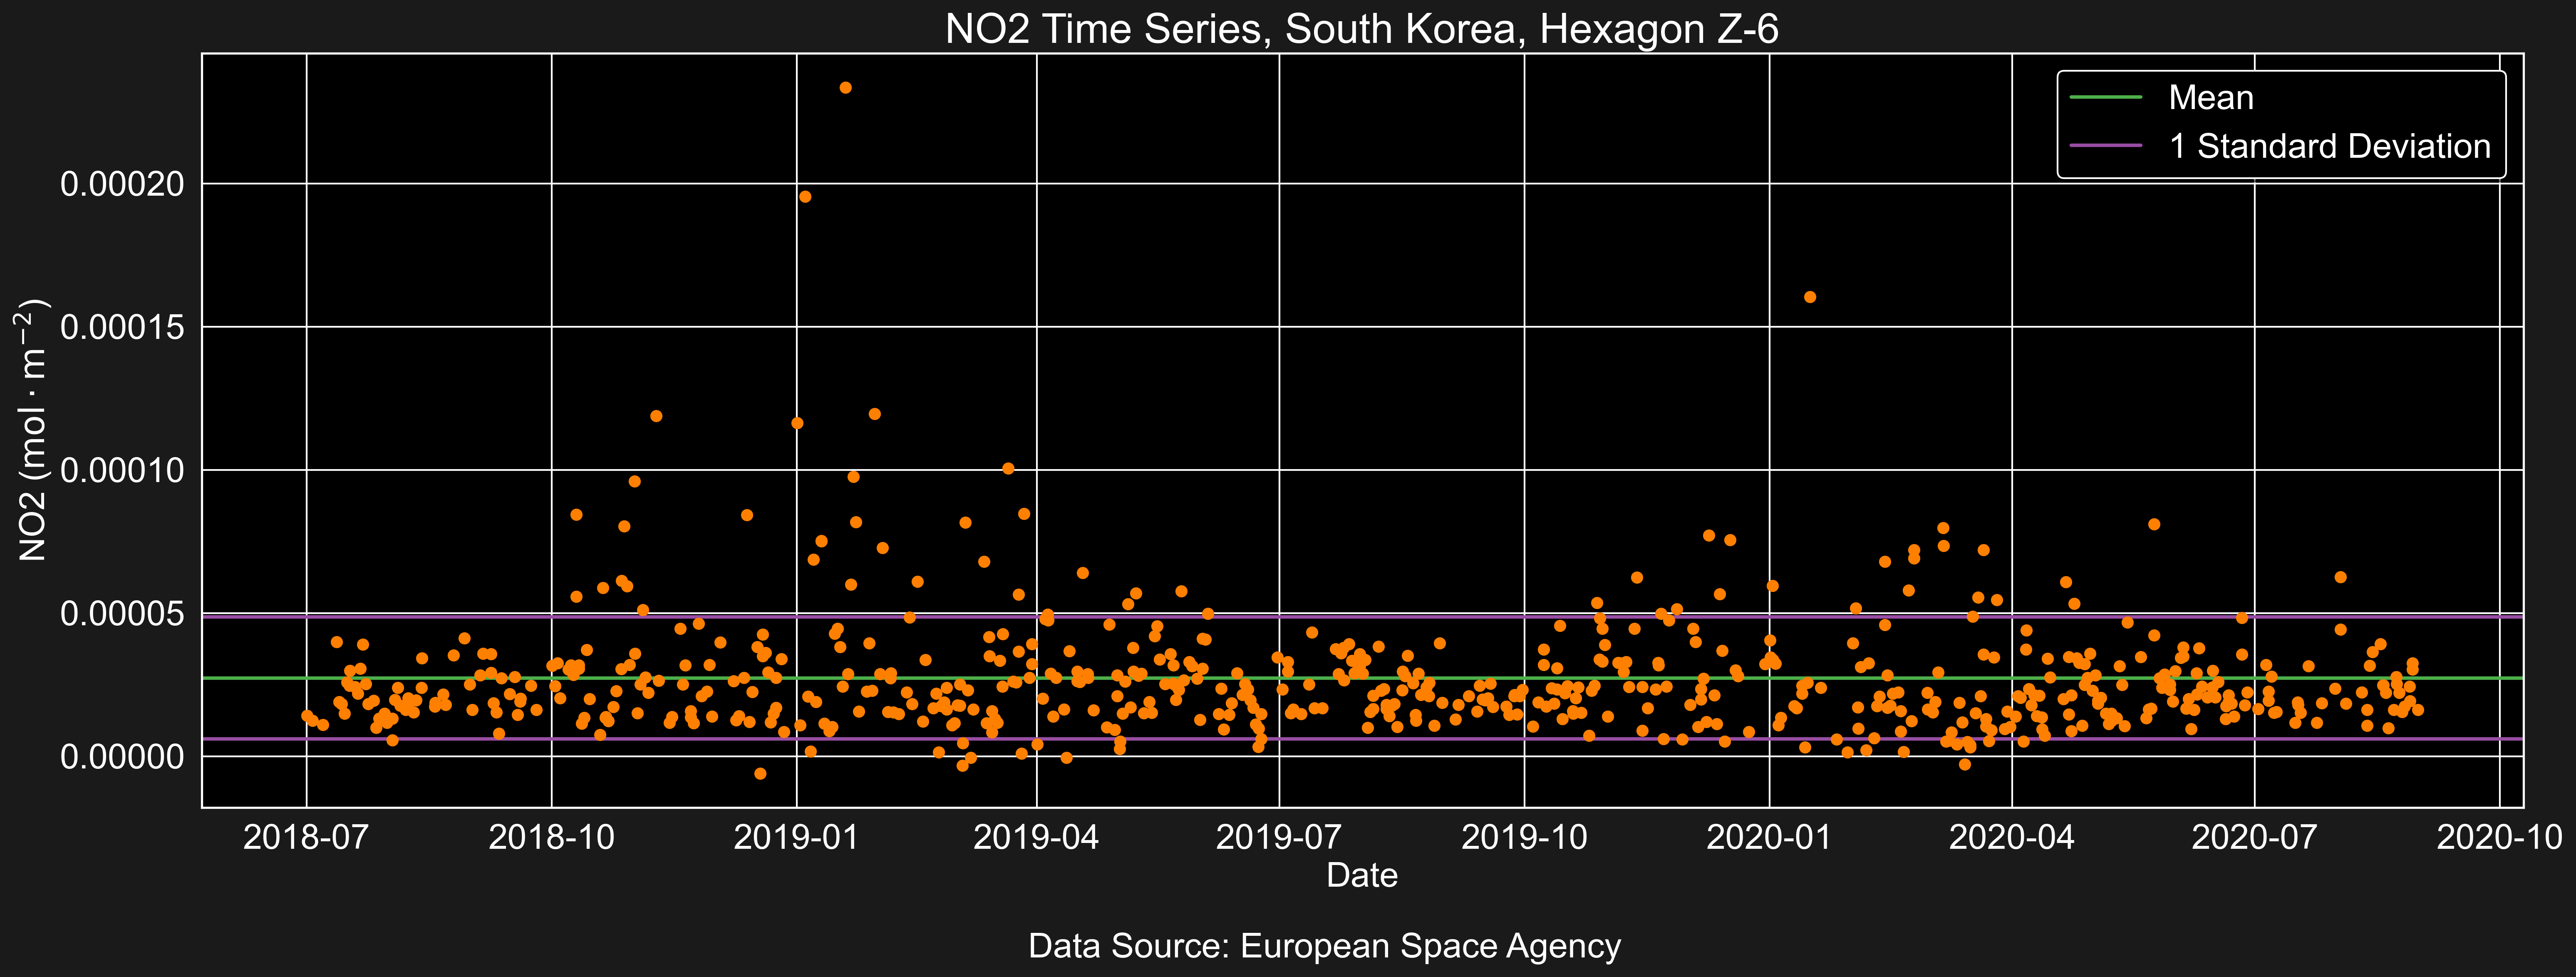 NO2 Time Series, South Korea, Hexagon Z-6
Mean
1 Standard Deviation
NO2 (mol · m⁻²)
0.00020
0.00015
0.00010
0.00005
0.00000
2018-07 2018-10 2019-01 2019-04 2019-07 2019-10 2020-01 2020-04 2020-07 2020-10
Date
Data Source: European Space Agency